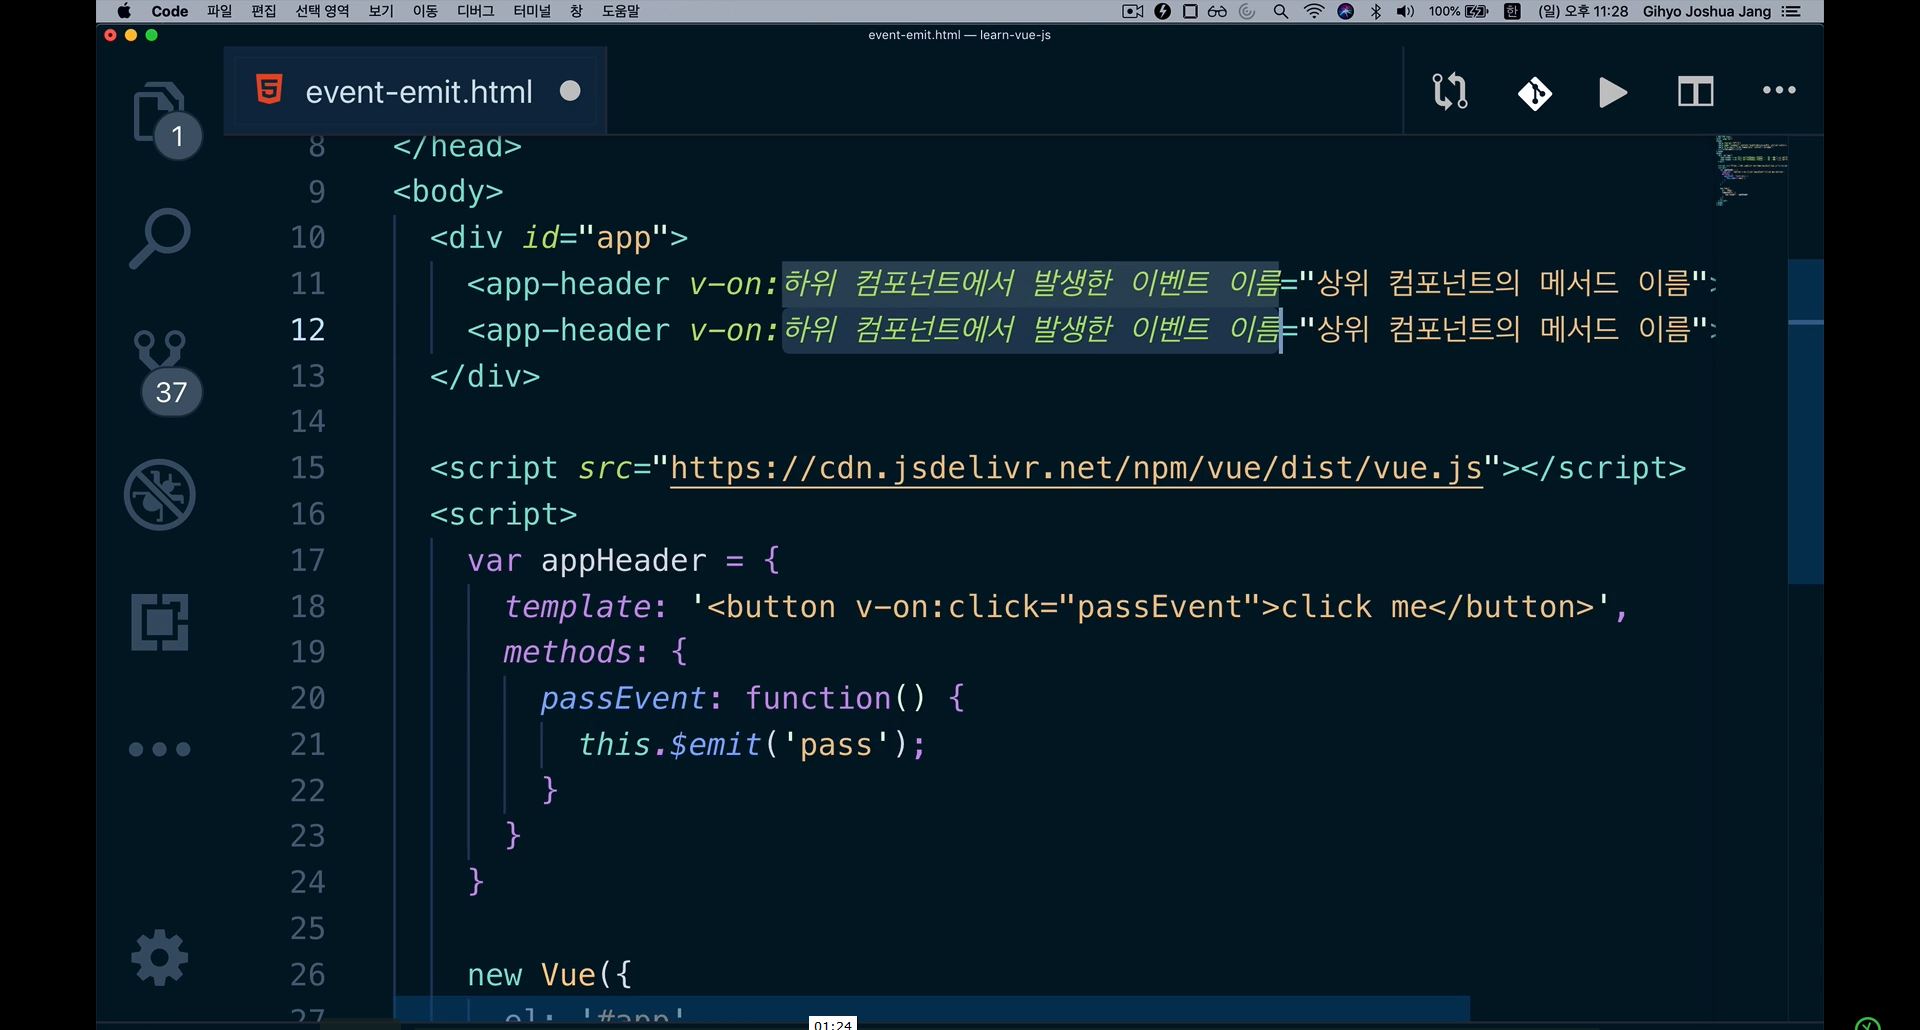 Code 파일 편집 선택 영역 보기 이동 디버그 터미널 창 도움말 100% 한 (일) 오후 11:28 Gihyo Joshua Jang
event-emit.html — learn-vue-js
event-emit.html
1
37
8 </head>
9 <body>
10 <div id="app">
11 <app-header v-on:하위 컴포넌트에서 발생한 이벤트 이름="상위 컴포넌트의 메서드 이름">
12 <app-header v-on:하위 컴포넌트에서 발생한 이벤트 이름="상위 컴포넌트의 메서드 이름">
13 </div>
14
15 <script src="https://cdn.jsdelivr.net/npm/vue/dist/vue.js"></script>
16 <script>
17 var appHeader = {
18 template: '<button v-on:click="passEvent">click me</button>',
19 methods: {
20 passEvent: function() {
21 this.$emit('pass');
22 }
23 }
24 }
25
26 new Vue({
27 el: '#app'
01:24